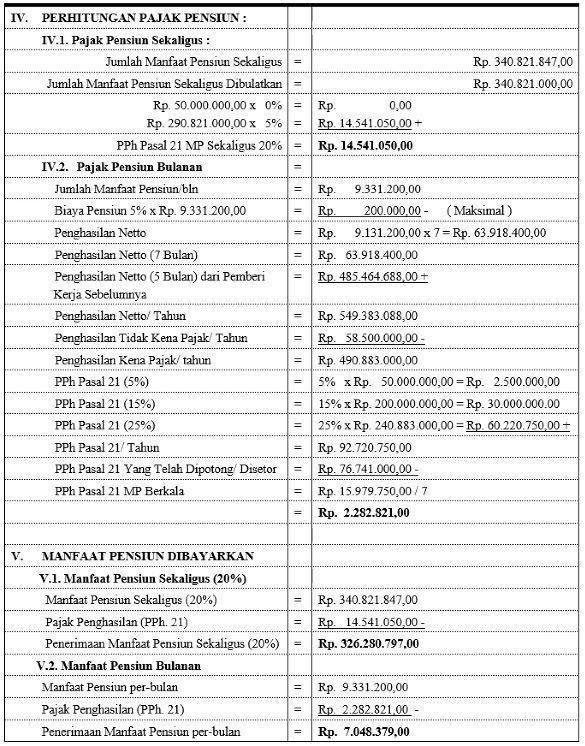 IV. PERHITUNGAN PAJAK PENSIUN :
IV.1. Pajak Pensiun Sekaligus :
Jumlah Manfaat Pensiun Sekaligus = Rp. 340.821.847,00
Jumlah Manfaat Pensiun Sekaligus Dibulatkan = Rp. 340.821.000,00
Rp. 50.000.000,00 x 0% = Rp. 0,00
Rp. 290.821.000,00 x 5% = Rp. 14.541.050,00 +
PPh Pasal 21 MP Sekaligus 20% = Rp. 14.541.050,00
IV.2. Pajak Pensiun Bulanan =
Jumlah Manfaat Pensiun/bln = Rp. 9.331.200,00
Biaya Pensiun 5% x Rp. 9.331.200,00 = Rp. 200.000,00 - ( Maksimal )
Penghasilan Netto = Rp. 9.131.200,00 x 7 = Rp. 63.918.400,00
Penghasilan Netto (7 Bulan) = Rp. 63.918.400,00
Penghasilan Netto (5 Bulan) dari Pemberi = Rp. 485.464.688,00 +
Kerja Sebelumnya
Penghasilan Netto/ Tahun = Rp. 549.383.088,00
Penghasilan Tidak Kena Pajak/ Tahun = Rp. 58.500.000,00 -
Penghasilan Kena Pajak/ tahun = Rp. 490.883.000,00
PPh Pasal 21 (5%) = 5% x Rp. 50.000.000,00 = Rp. 2.500.000,00
PPh Pasal 21 (15%) = 15% x Rp. 200.000.000,00 = Rp. 30.000.000.00
PPh Pasal 21 (25%) = 25% x Rp. 240.883.000,00 = Rp. 60.220.750,00 +
PPh Pasal 21/ Tahun = Rp. 92.720.750,00
PPh Pasal 21 Yang Telah Dipotong/ Disetor = Rp. 76.741.000,00 -
PPh Pasal 21 MP Berkala = Rp. 15.979.750,00 / 7
= Rp. 2.282.821,00
V. MANFAAT PENSIUN DIBAYARKAN
V.1. Manfaat Pensiun Sekaligus (20%)
Manfaat Pensiun Sekaligus (20%) = Rp. 340.821.847,00
Pajak Penghasilan (PPh. 21) = Rp. 14.541.050,00 -
Penerimaan Manfaat Pensiun Sekaligus (20%) = Rp. 326.280.797,00
V.2. Manfaat Pensiun Bulanan
Manfaat Pensiun per-bulan = Rp. 9.331.200,00
Pajak Penghasilan (PPh. 21) = Rp. 2.282.821,00 -
Penerimaan Manfaat Pensiun per-bulan = Rp. 7.048.379,00